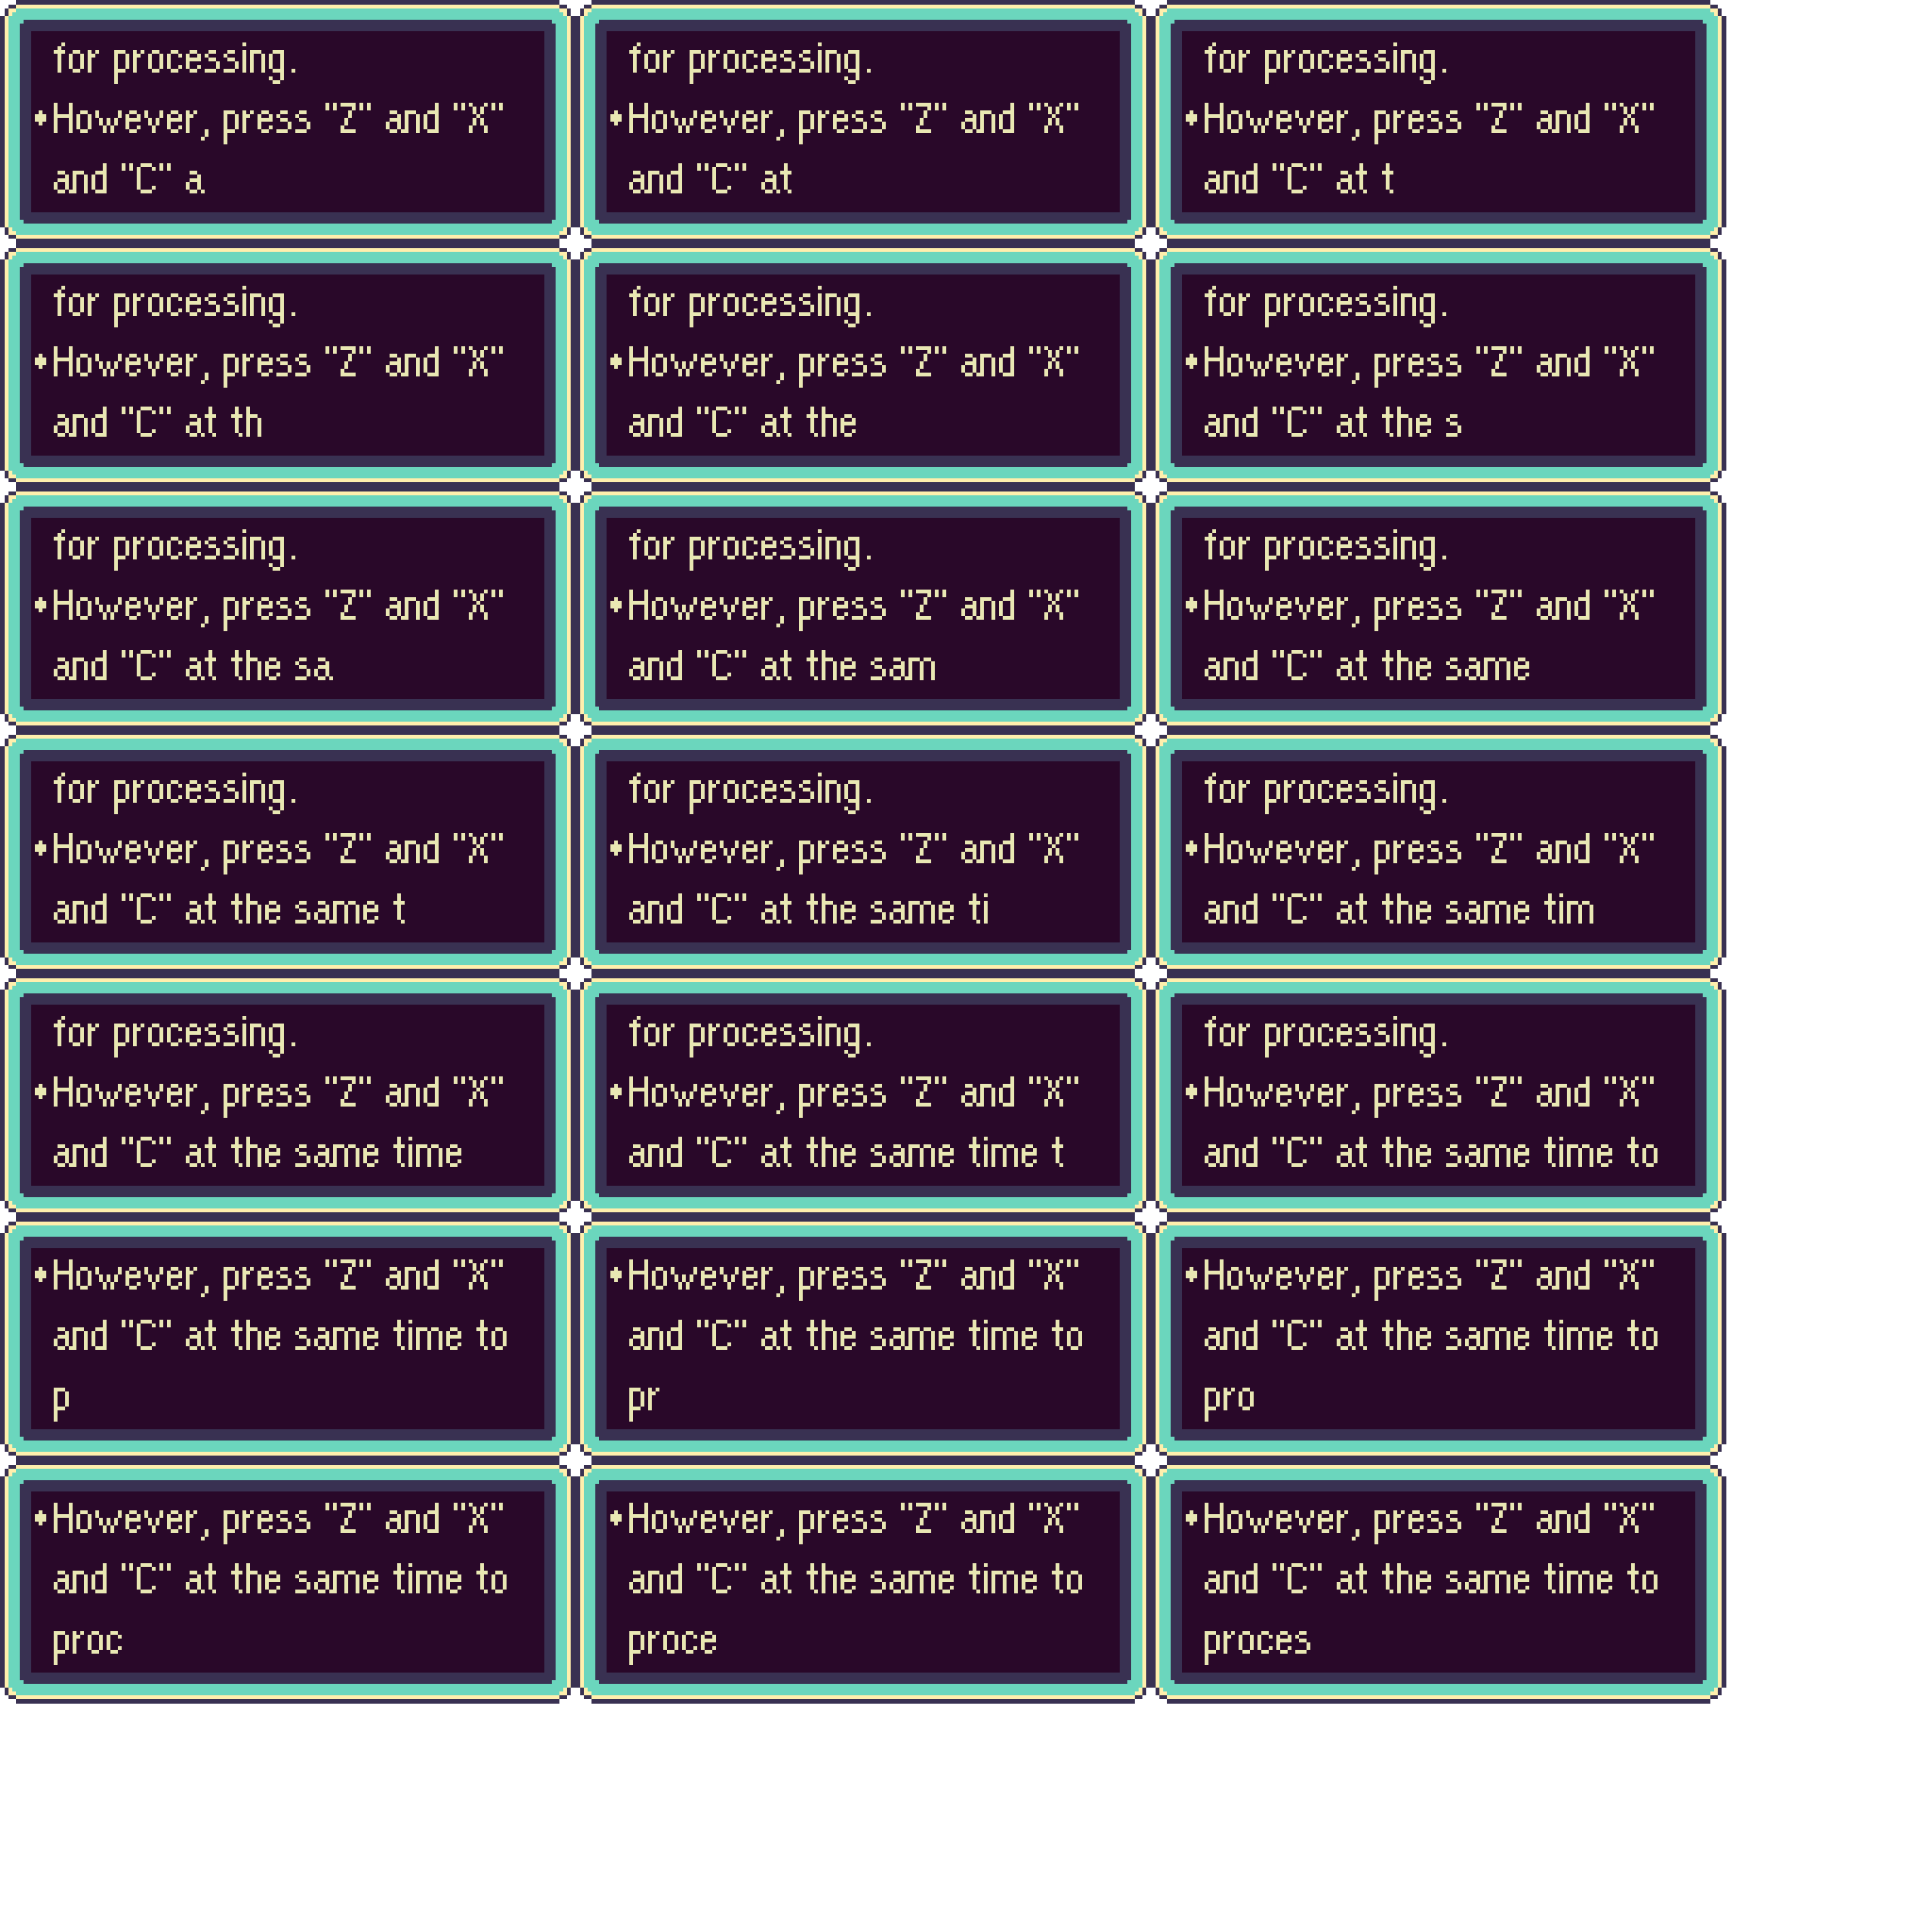 for processing.
•However, press "Z" and "X"
and "C" a
for processing.
•However, press "Z" and "X"
and "C" at
for processing.
•However, press "Z" and "X"
and "C" at t
for processing.
•However, press "Z" and "X"
and "C" at th
for processing.
•However, press "Z" and "X"
and "C" at the
for processing.
•However, press "Z" and "X"
and "C" at the s
for processing.
•However, press "Z" and "X"
and "C" at the sa
for processing.
•However, press "Z" and "X"
and "C" at the sam
for processing.
•However, press "Z" and "X"
and "C" at the same
for processing.
•However, press "Z" and "X"
and "C" at the same t
for processing.
•However, press "Z" and "X"
and "C" at the same ti
for processing.
•However, press "Z" and "X"
and "C" at the same tim
for processing.
•However, press "Z" and "X"
and "C" at the same time
for processing.
•However, press "Z" and "X"
and "C" at the same time t
for processing.
•However, press "Z" and "X"
and "C" at the same time to
•However, press "Z" and "X"
and "C" at the same time to
p
•However, press "Z" and "X"
and "C" at the same time to
pr
•However, press "Z" and "X"
and "C" at the same time to
pro
•However, press "Z" and "X"
and "C" at the same time to
proc
•However, press "Z" and "X"
and "C" at the same time to
proce
•However, press "Z" and "X"
and "C" at the same time to
proces